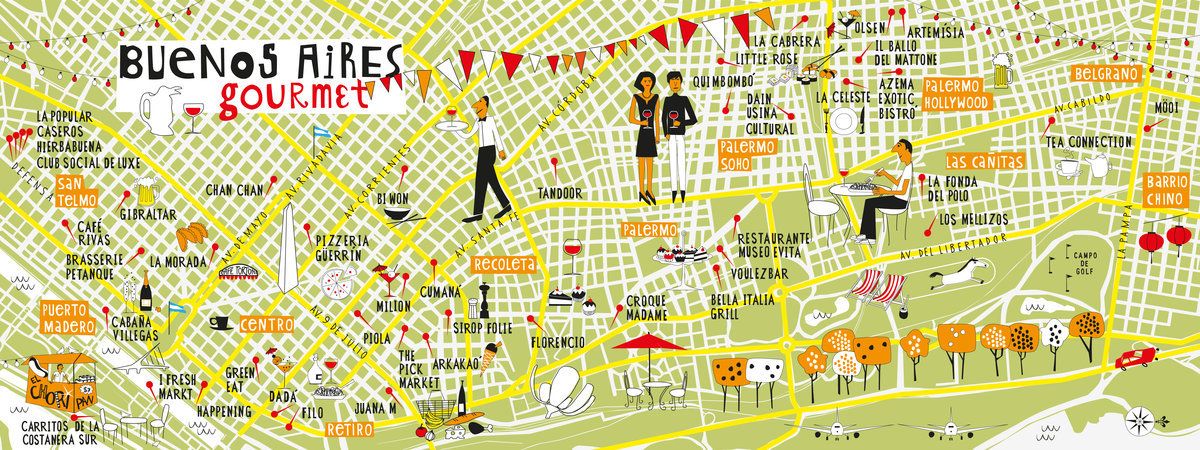 BUENOS AIRES
gOURMET
LA POPULAR
CASEROS
HIERBABUENA
CLUB SOCIAL DE LUXE
DEFENSA
SAN
TELMO
GIBRALTAR
CAFÉ
RIVAS
BRASSERIE
PETANQUE
LA MORADA
CHAN CHAN
AV. RIVADAVIA
AV. DE MAYO
AV. CORRIENTES
CAFÉ TORTONI
PUERTO
MADERO
CABAÑA
VILLEGAS
CENTRO
EL
CHORI
PAN
CARRITOS DE LA
COSTANERA SUR
I FRESH
MARKT
HAPPENING
GREEN
EAT
DADÁ
FILO
RETIRO
JUANA M
AV. 9 DE JULIO
PIZZERIA
GÜERRÍN
BI WON
MILION
PIOLA
THE
PICK
MARKET
CUMANÁ
SIROP FOLIE
ARKAKAO
RECOLETA
AV. SANTA FE
AV. CÓRDOBA
TANDOOR
FLORENCIO
CROQUE
MADAME
PALERMO
BELLA ITALIA
GRILL
VOULEZ BAR
RESTAURANTE
MUSEO EVITA
LA CABRERA
LITTLE ROSE
QUIMBOMBÓ
DAIN
USINA
CULTURAL
PALERMO
SOHO
LA CELESTE
OLSEN
ARTEMISIA
IL BALLO
DEL MATTONE
AZEMA
EXOTIC
BISTRÓ
PALERMO
HOLLYWOOD
BELGRANO
AV. CABILDO
MOOI
TEA CONNECTION
LAS CAÑITAS
LA FONDA
DEL POLO
LOS MELLIZOS
AV. DEL LIBERTADOR
CAMPO
DE
GOLF
LA PAMPA
BARRIO
CHINO